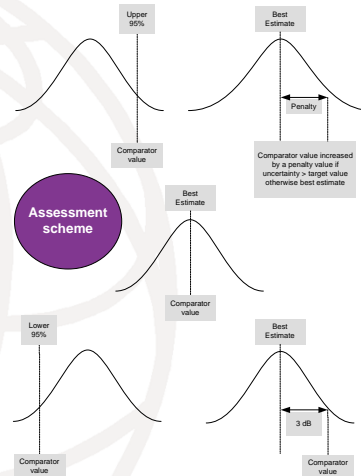 Upper
95%
Comparator
value
Best
Estimate
Penalty
Comparator value increased
by a penalty value if
uncertainty > target value
otherwise best estimate
Assessment
scheme
Best
Estimate
Comparator
value
Lower
95%
Comparator
value
Best
Estimate
3 dB
Comparator
value